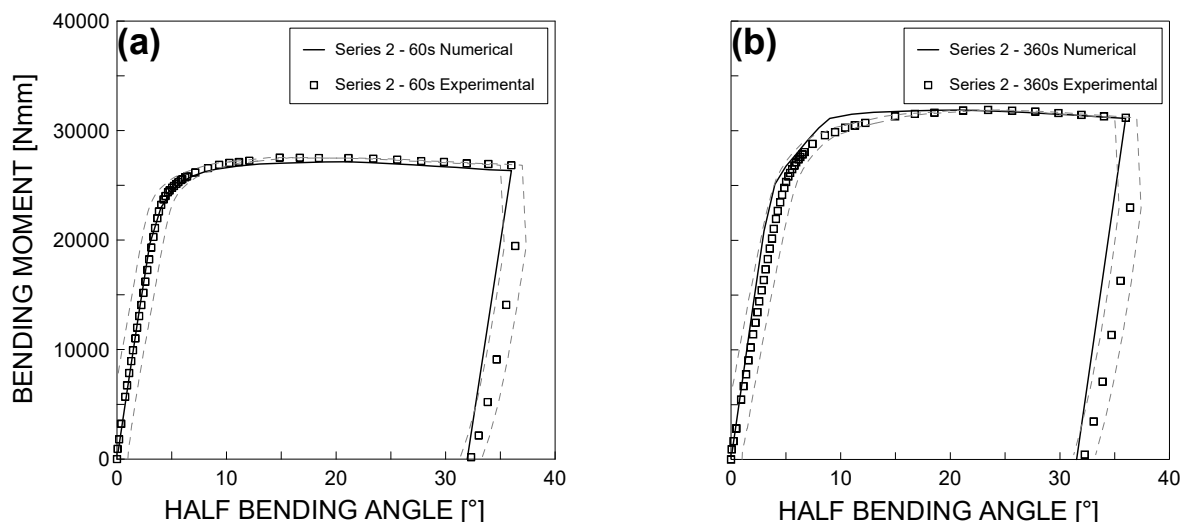 (a)
Series 2 - 60s Numerical
Series 2 - 60s Experimental
BENDING MOMENT [Nmm]
40000
30000
20000
10000
0
0 10 20 30 40
HALF BENDING ANGLE [°]
(b)
Series 2 - 360s Numerical
Series 2 - 360s Experimental
0 10 20 30 40
HALF BENDING ANGLE [°]